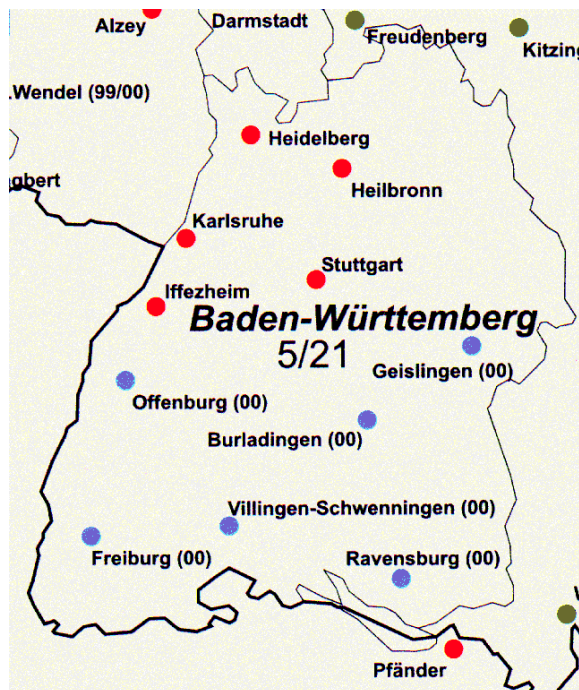 Alzey
Darmstadt
Freudenberg
Kitzing
.Wendel (99/00)
Heidelberg
gbert
Heilbronn
Karlsruhe
Stuttgart
Iffezheim
Baden-Württemberg
5/21
Geislingen (00)
Offenburg (00)
Burladingen (00)
Villingen-Schwenningen (00)
Freiburg (00)
Ravensburg (00)
Pfänder